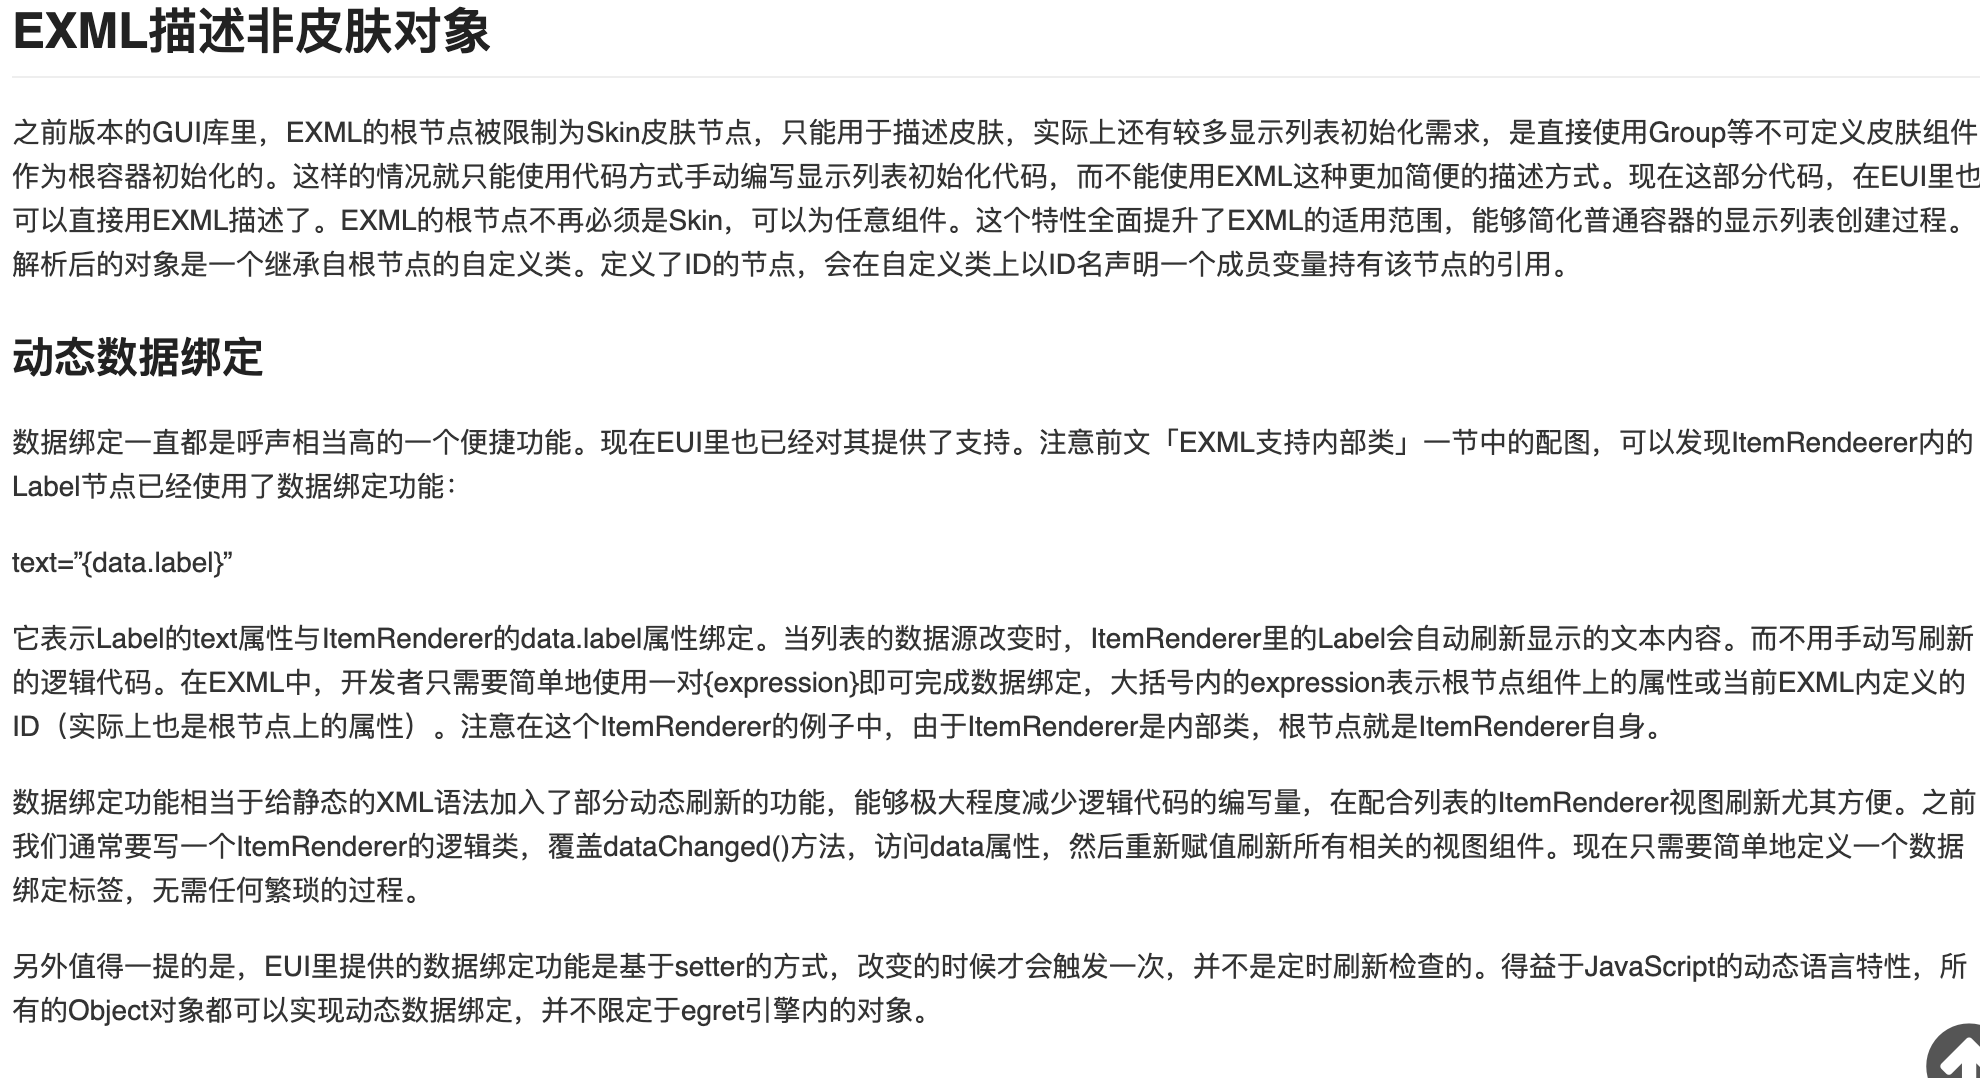 EXML描述非皮肤对象
之前版本的GUI库里，EXML的根节点被限制为Skin皮肤节点，只能用于描述皮肤，实际上还有较多显示列表初始化需求，是直接使用Group等不可定义皮肤组件
作为根容器初始化的。这样的情况就只能使用代码方式手动编写显示列表初始化代码，而不能使用EXML这种更加简便的描述方式。现在这部分代码，在EUI里也
可以直接用EXML描述了。EXML的根节点不再必须是Skin，可以为任意组件。这个特性全面提升了EXML的适用范围，能够简化普通容器的显示列表创建过程。
解析后的对象是一个继承自根节点的自定义类。定义了ID的节点，会在自定义类上以ID名声明一个成员变量持有该节点的引用。
动态数据绑定
数据绑定一直都是呼声相当高的一个便捷功能。现在EUI里也已经对其提供了支持。注意前文「EXML支持内部类」一节中的配图，可以发现ItemRendeerer内的
Label节点已经使用了数据绑定功能：
text=”{data.label}”
它表示Label的text属性与ItemRenderer的data.label属性绑定。当列表的数据源改变时，ItemRenderer里的Label会自动刷新显示的文本内容。而不用手动写刷新
的逻辑代码。在EXML中，开发者只需要简单地使用一对{expression}即可完成数据绑定，大括号内的expression表示根节点组件上的属性或当前EXML内定义的
ID（实际上也是根节点上的属性）。注意在这个ItemRenderer的例子中，由于ItemRenderer是内部类，根节点就是ItemRenderer自身。
数据绑定功能相当于给静态的XML语法加入了部分动态刷新的功能，能够极大程度减少逻辑代码的编写量，在配合列表的ItemRenderer视图刷新尤其方便。之前
我们通常要写一个ItemRenderer的逻辑类，覆盖dataChanged()方法，访问data属性，然后重新赋值刷新所有相关的视图组件。现在只需要简单地定义一个数据
绑定标签，无需任何繁琐的过程。
另外值得一提的是，EUI里提供的数据绑定功能是基于setter的方式，改变的时候才会触发一次，并不是定时刷新检查的。得益于JavaScript的动态语言特性，所
有的Object对象都可以实现动态数据绑定，并不限定于egret引擎内的对象。